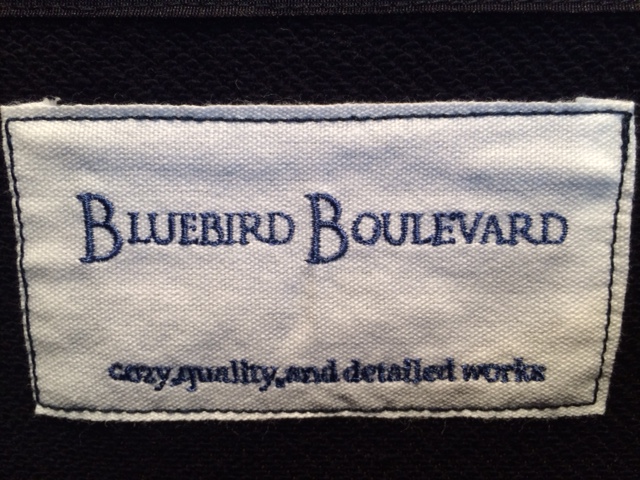 BLUEBIRD BOULEVARD
cozy,quality,and detailed works